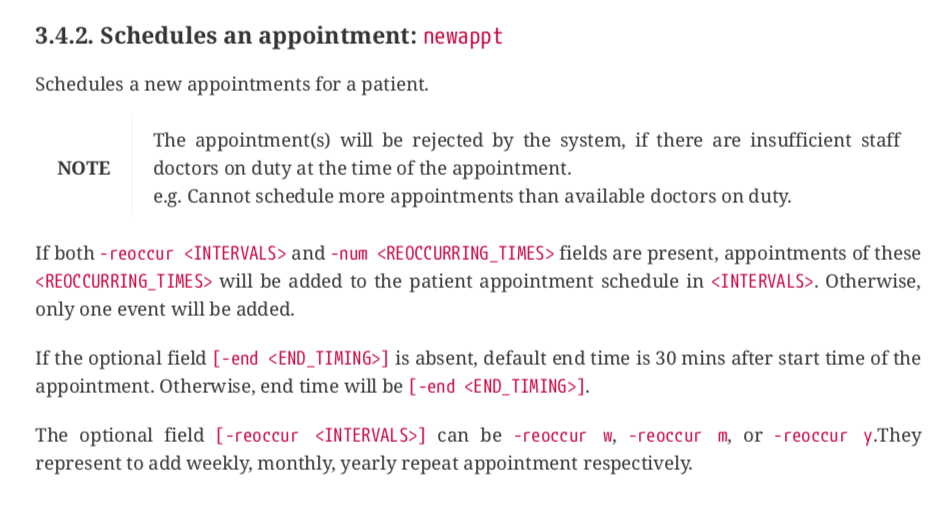 3.4.2. Schedules an appointment: newappt
Schedules a new appointments for a patient.
The appointment(s) will be rejected by the system, if there are insufficient staff
NOTE doctors on duty at the time of the appointment.
e.g. Cannot schedule more appointments than available doctors on duty.
If both -reoccur <INTERVALS> and -num <REOCCURRING_TIMES> fields are present, appointments of these
<REOCCURRING_TIMES> will be added to the patient appointment schedule in <INTERVALS>. Otherwise,
only one event will be added.
If the optional field [-end <END_TIMING>] is absent, default end time is 30 mins after start time of the
appointment. Otherwise, end time will be [-end <END_TIMING>].
The optional field [-reoccur <INTERVALS>] can be -reoccur w, -reoccur m, or -reoccur y.They
represent to add weekly, monthly, yearly repeat appointment respectively.